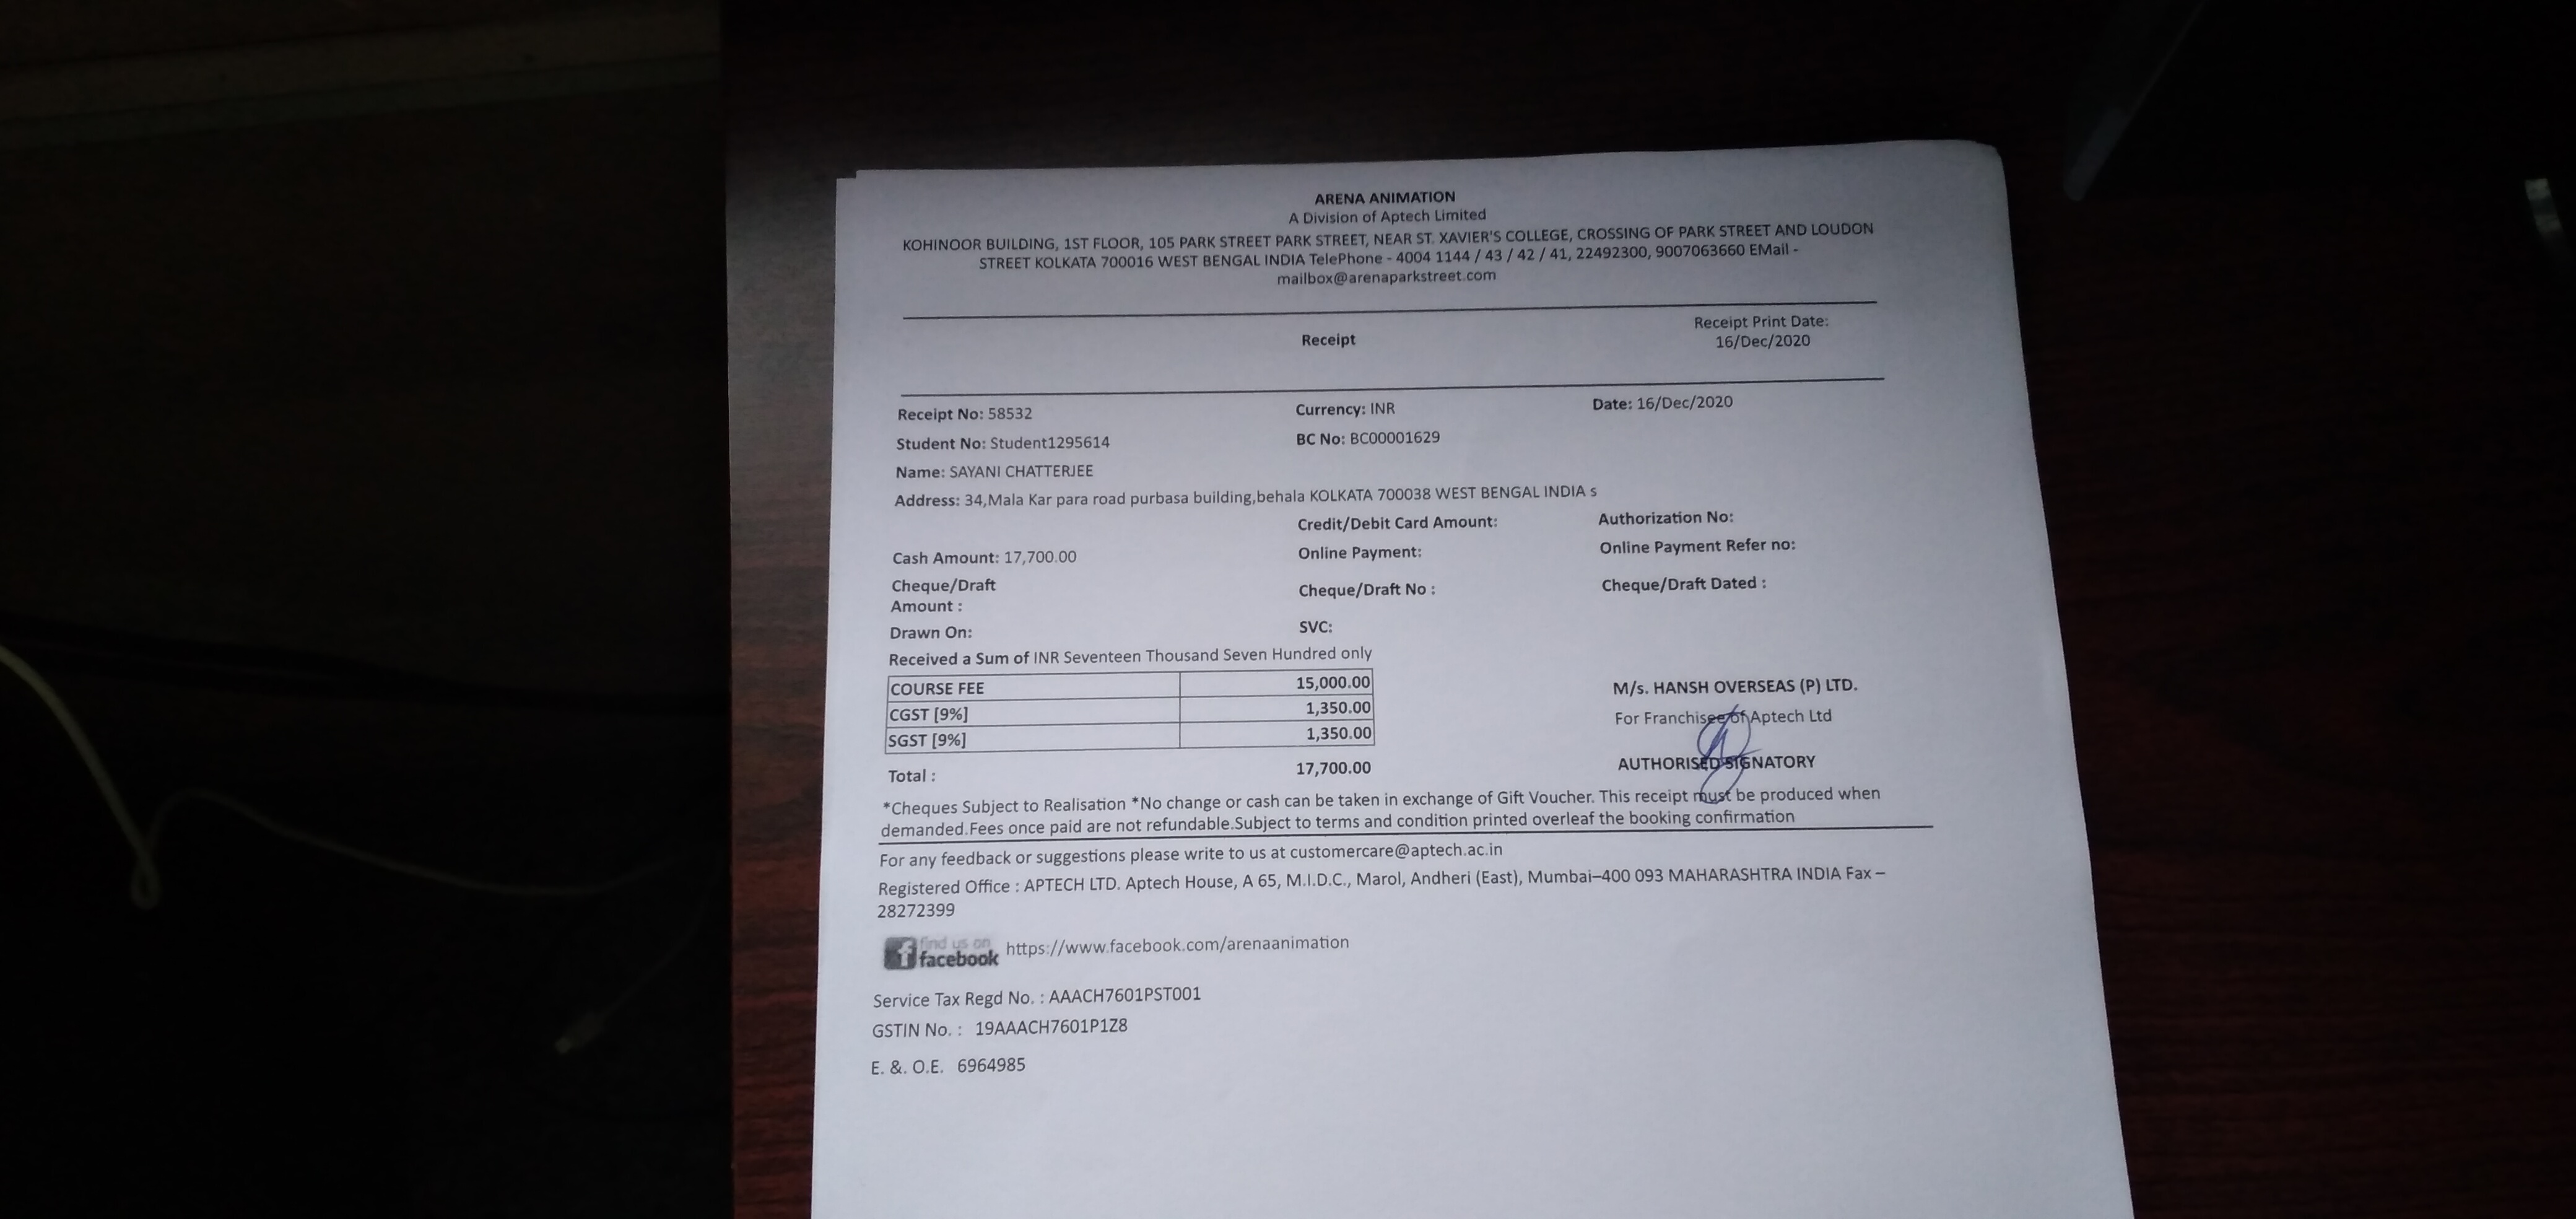 ARENA ANIMATION
A Division of Aptech Limited
KOHINOOR BUILDING, 1ST FLOOR, 105 PARK STREET PARK STREET, NEAR ST. XAVIER'S COLLEGE, CROSSING OF PARK STREET AND LOUDON
STREET KOLKATA 700016 WEST BENGAL INDIA TelePhone - 4004 1144 / 43 / 42 / 41, 22492300, 9007063660 EMail -
mailbox@arenaparkstreet.com
Receipt Print Date:
Receipt 16/Dec/2020
Receipt No: 58532 Currency: INR Date: 16/Dec/2020
Student No: Student1295614 BC No: BC00001629
Name: SAYANI CHATTERJEE
Address: 34,Mala Kar para road purbasa building,behala KOLKATA 700038 WEST BENGAL INDIA s
Credit/Debit Card Amount: Authorization No:
Cash Amount: 17,700.00 Online Payment: Online Payment Refer no:
Cheque/Draft
Amount : Cheque/Draft No : Cheque/Draft Dated :
Drawn On: SVC:
Received a Sum of INR Seventeen Thousand Seven Hundred only
COURSE FEE 15,000.00 M/s. HANSH OVERSEAS (P) LTD.
CGST [9%] 1,350.00 For Franchisee of Aptech Ltd
SGST [9%] 1,350.00
Total : 17,700.00 AUTHORISED SIGNATORY
*Cheques Subject to Realisation *No change or cash can be taken in exchange of Gift Voucher. This receipt must be produced when
demanded.Fees once paid are not refundable.Subject to terms and condition printed overleaf the booking confirmation
For any feedback or suggestions please write to us at customercare@aptech.ac.in
Registered Office : APTECH LTD. Aptech House, A 65, M.I.D.C., Marol, Andheri (East), Mumbai–400 093 MAHARASHTRA INDIA Fax –
28272399
find us on
facebook https://www.facebook.com/arenaanimation
Service Tax Regd No. : AAACH7601PST001
GSTIN No. : 19AAACH7601P1Z8
E. &. O.E. 6964985